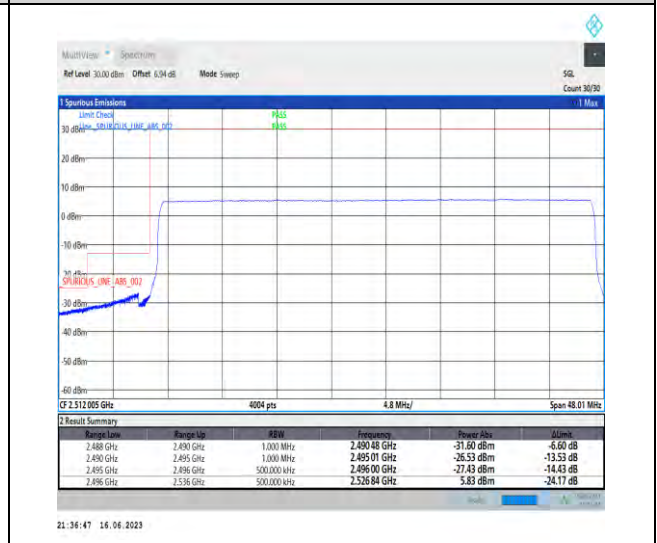 MultiView Spectrum
Ref Level 30.00 dBm Offset 6.94 dB Mode Sweep SGL
Count 30/30
1 Spurious Emissions 1 Max
Limit Check PASS
30 dBm Line _SPURIOUS_LINE_ABS_002 PASS
20 dBm
10 dBm
0 dBm
-10 dBm
-20 dBm
_SPURIOUS_LINE_ABS_002
-30 dBm
-40 dBm
-50 dBm
-60 dBm
CF 2.512 005 GHz 4004 pts 4.8 MHz/ Span 48.01 MHz
2 Result Summary
Range Low Range Up RBW Frequency Power Abs ΔLimit
2.488 GHz 2.490 GHz 1.000 MHz 2.490 48 GHz -31.60 dBm -6.60 dB
2.490 GHz 2.495 GHz 1.000 MHz 2.495 01 GHz -26.53 dBm -13.53 dB
2.495 GHz 2.496 GHz 500.000 kHz 2.496 00 GHz -27.43 dBm -14.43 dB
2.496 GHz 2.536 GHz 500.000 kHz 2.526 84 GHz 5.83 dBm -24.17 dB
21:36:47 16.06.2023